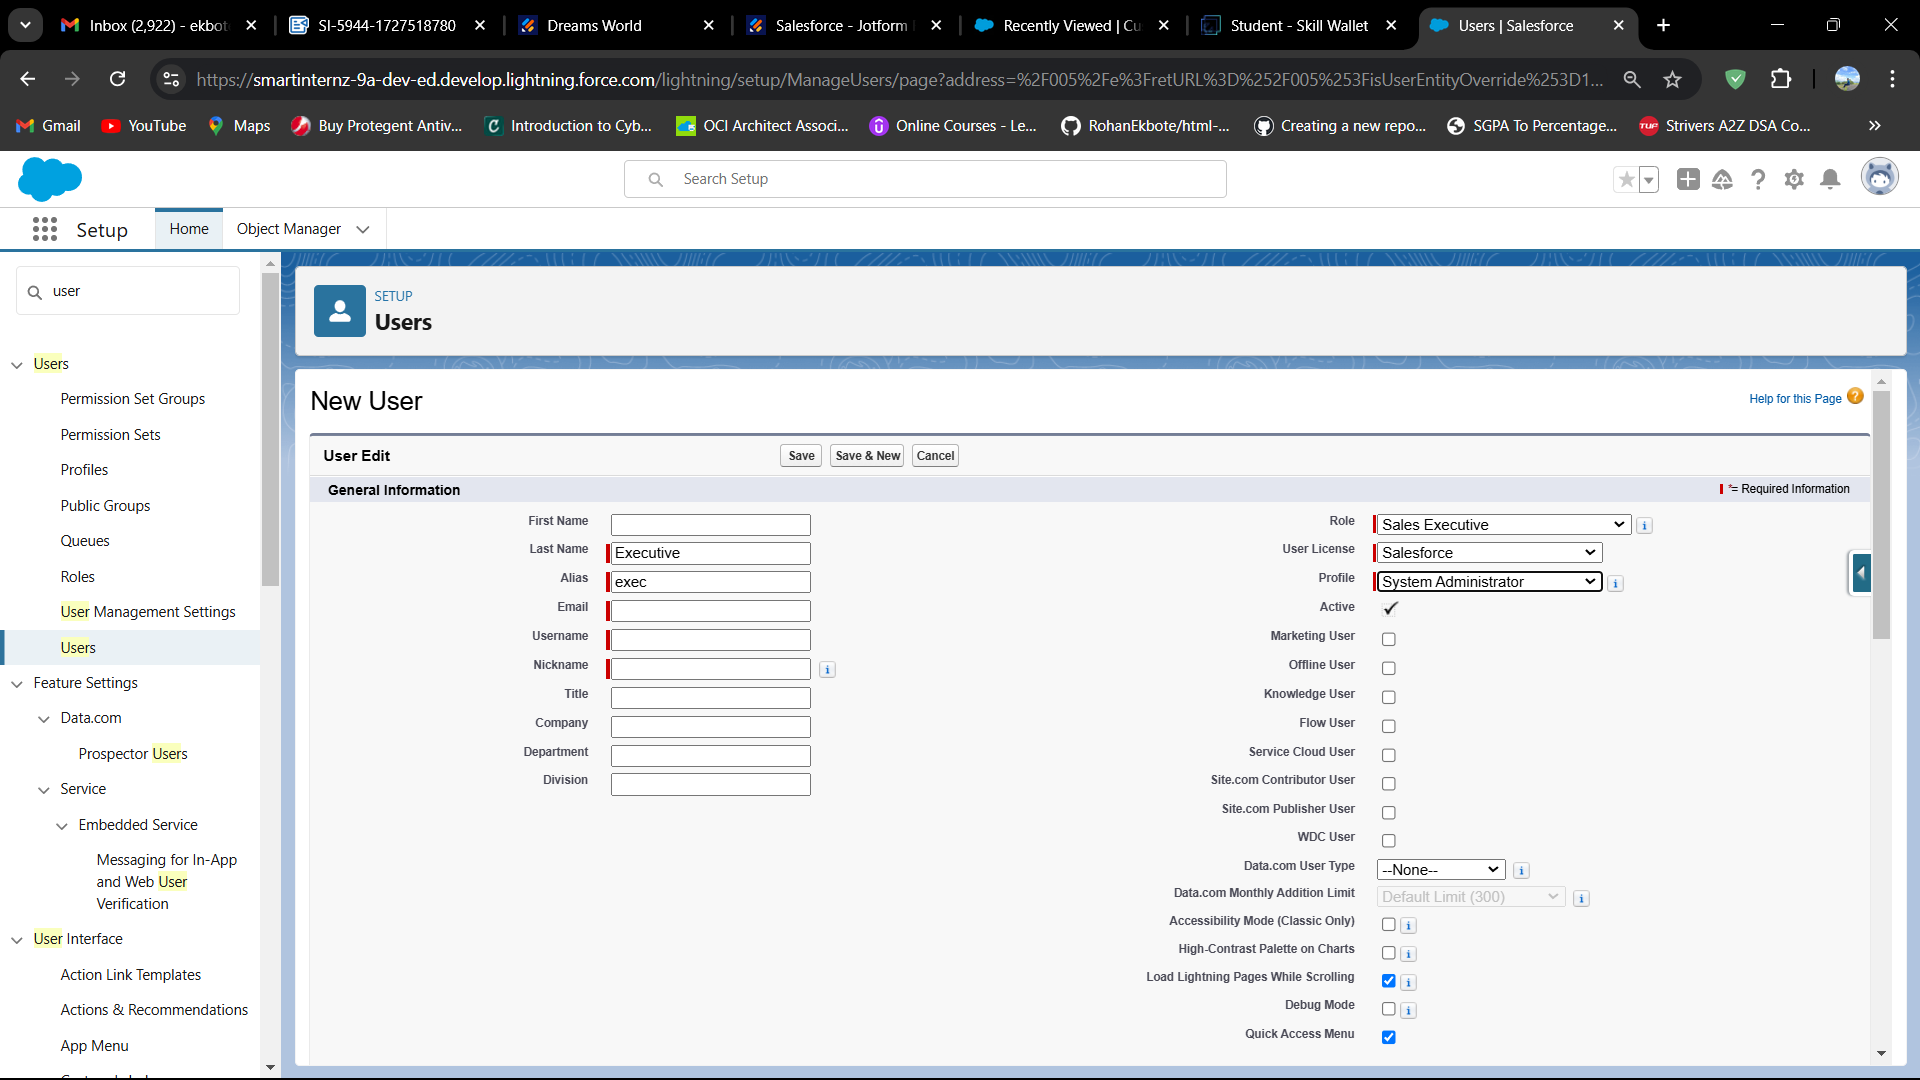 Inbox (2,922) - ekbot
SI-5944-1727518780
Dreams World
Salesforce - Jotform
Recently Viewed | Cu
Student - Skill Wallet
Users | Salesforce
https://smartinternz-9a-dev-ed.develop.lightning.force.com/lightning/setup/ManageUsers/page?address=%2F005%2Fe%3FretURL%3D%252F005%253FisUserEntityOverride%253D1...
Gmail
YouTube
Maps
Buy Protegent Antiv...
Introduction to Cyb...
OCI Architect Associ...
Online Courses - Le...
RohanEkbote/html-...
Creating a new repo...
SGPA To Percentage...
TUF
Strivers A2Z DSA Co...
Search Setup
Setup
Home
Object Manager
user
Users
Permission Set Groups
Permission Sets
Profiles
Public Groups
Queues
Roles
User Management Settings
Users
Feature Settings
Data.com
Prospector Users
Service
Embedded Service
Messaging for In-App
and Web User
Verification
User Interface
Action Link Templates
Actions & Recommendations
App Menu
SETUP
Users
New User
Help for this Page
User Edit
Save
Save & New
Cancel
General Information
*= Required Information
First Name
Last Name Executive
Alias exec
Email
Username
Nickname
Title
Company
Department
Division
Role Sales Executive
User License Salesforce
Profile System Administrator
Active
Marketing User
Offline User
Knowledge User
Flow User
Service Cloud User
Site.com Contributor User
Site.com Publisher User
WDC User
Data.com User Type --None--
Data.com Monthly Addition Limit Default Limit (300)
Accessibility Mode (Classic Only)
High-Contrast Palette on Charts
Load Lightning Pages While Scrolling
Debug Mode
Quick Access Menu